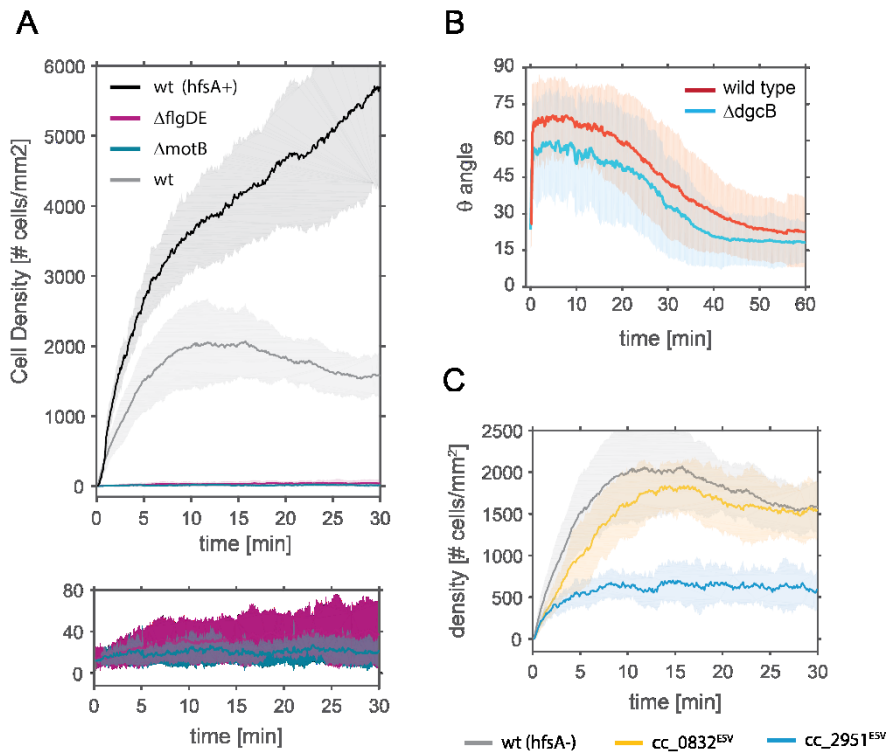 A
Cell Density [# cells/mm2]
6000
5000
4000
3000
2000
1000
0
wt (hfsA+)
ΔflgDE
ΔmotB
wt
0 5 10 15 20 25 30
time [min]
80
40
0
0 5 10 15 20 25 30
time [min]
B
θ angle
90
75
60
45
30
15
0
wild type
ΔdgcB
0 10 20 30 40 50 60
time [min]
C
density [# cells/mm²]
2500
2000
1500
1000
500
0
0 5 10 15 20 25 30
time [min]
wt (hfsA-) cc_0832ᴱ⁵ⱽ cc_2951ᴱ⁵ⱽ